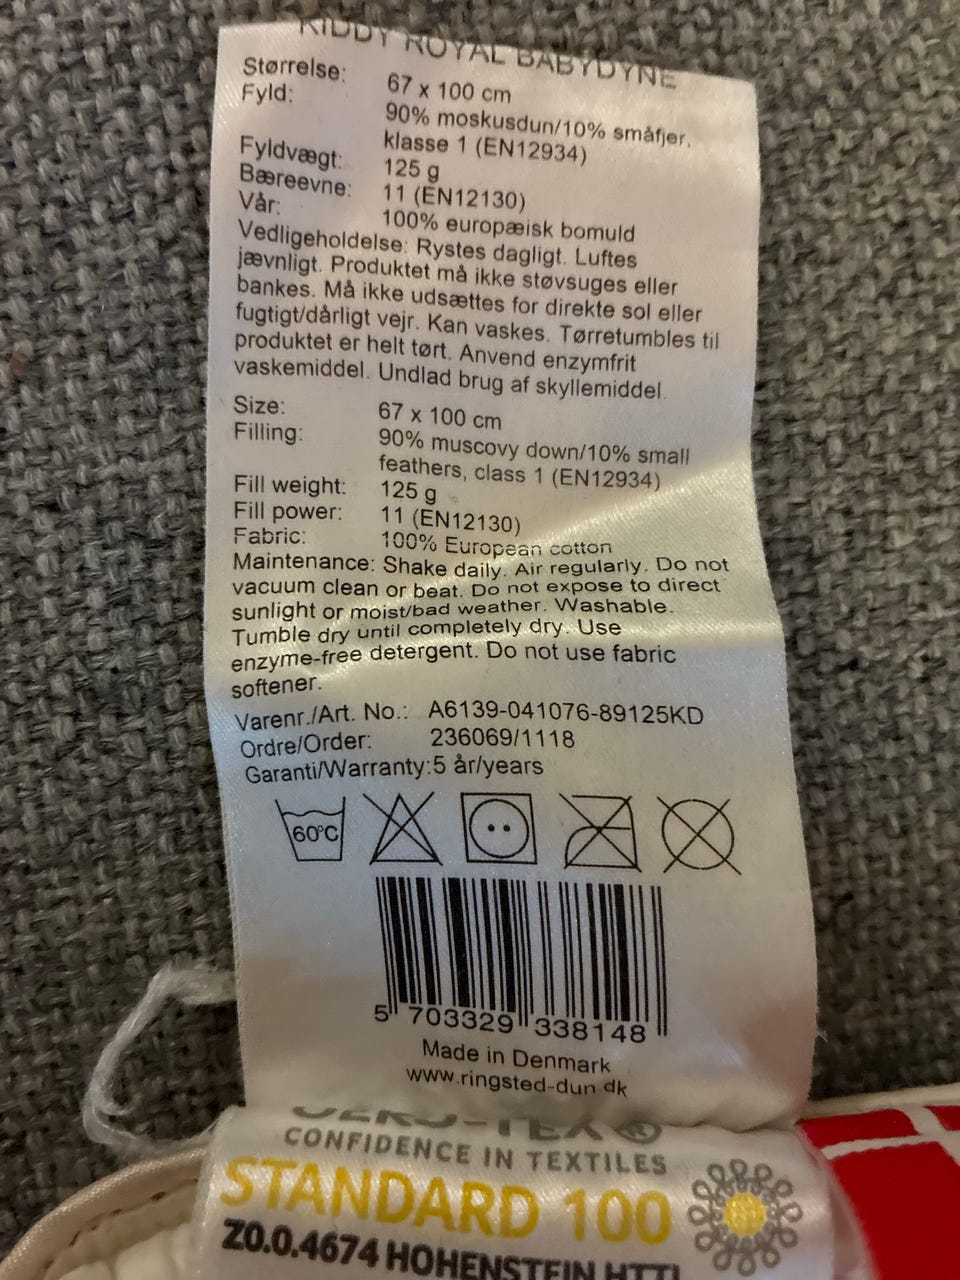 KIDDY ROYAL BABYDYNE
Størrelse: 67 x 100 cm
Fyld: 90% moskusdun/10% småfjer,
klasse 1 (EN12934)
Fyldvægt: 125 g
Bæreevne: 11 (EN12130)
Vår: 100% europæisk bomuld
Vedligeholdelse: Rystes dagligt. Luftes
jævnligt. Produktet må ikke støvsuges eller
bankes. Må ikke udsættes for direkte sol eller
fugtigt/dårligt vejr. Kan vaskes. Tørretumbles til
produktet er helt tørt. Anvend enzymfrit
vaskemiddel. Undlad brug af skyllemiddel.
Size: 67 x 100 cm
Filling: 90% muscovy down/10% small
feathers, class 1 (EN12934)
Fill weight: 125 g
Fill power: 11 (EN12130)
Fabric: 100% European cotton
Maintenance: Shake daily. Air regularly. Do not
vacuum clean or beat. Do not expose to direct
sunlight or moist/bad weather. Washable.
Tumble dry until completely dry. Use
enzyme-free detergent. Do not use fabric
softener.
Varenr./Art. No.: A6139-041076-89125KD
Ordre/Order: 236069/1118
Garanti/Warranty:5 år/years
60°C
5 703329 338148
Made in Denmark
www.ringsted-dun.dk
OEKO-TEX®
CONFIDENCE IN TEXTILES
STANDARD 100
Z0.0.4674 HOHENSTEIN HTTI